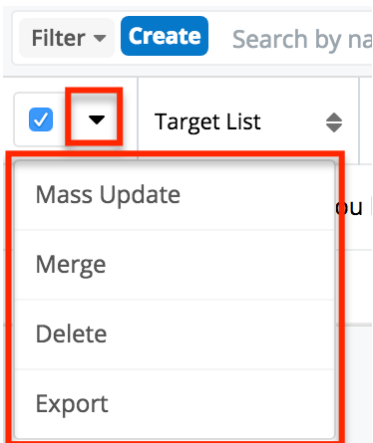 Filter Create Search by na
Target List
Mass Update
ou
Merge
Delete
Export